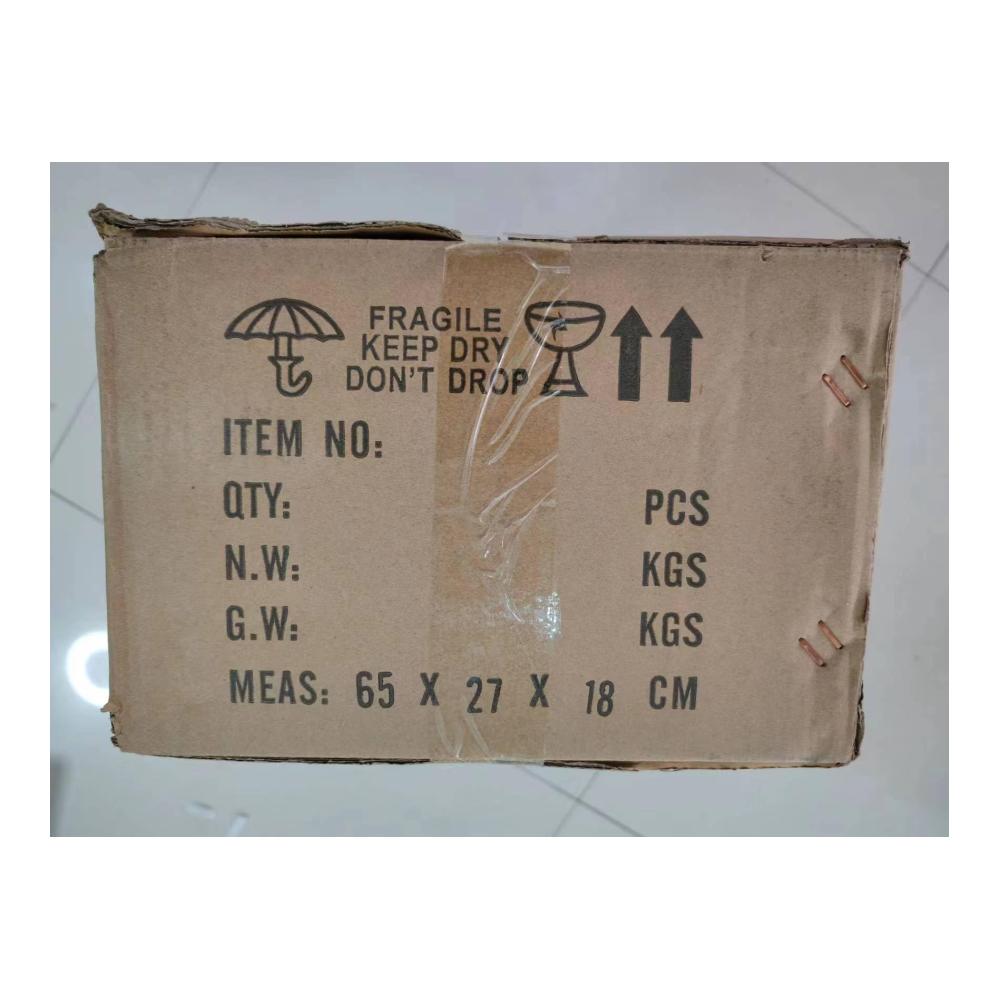 FRAGILE
KEEP DRY
DON'T DROP
ITEM NO:
QTY: PCS
N.W: KGS
G.W: KGS
MEAS: 65 X 27 X 18 CM